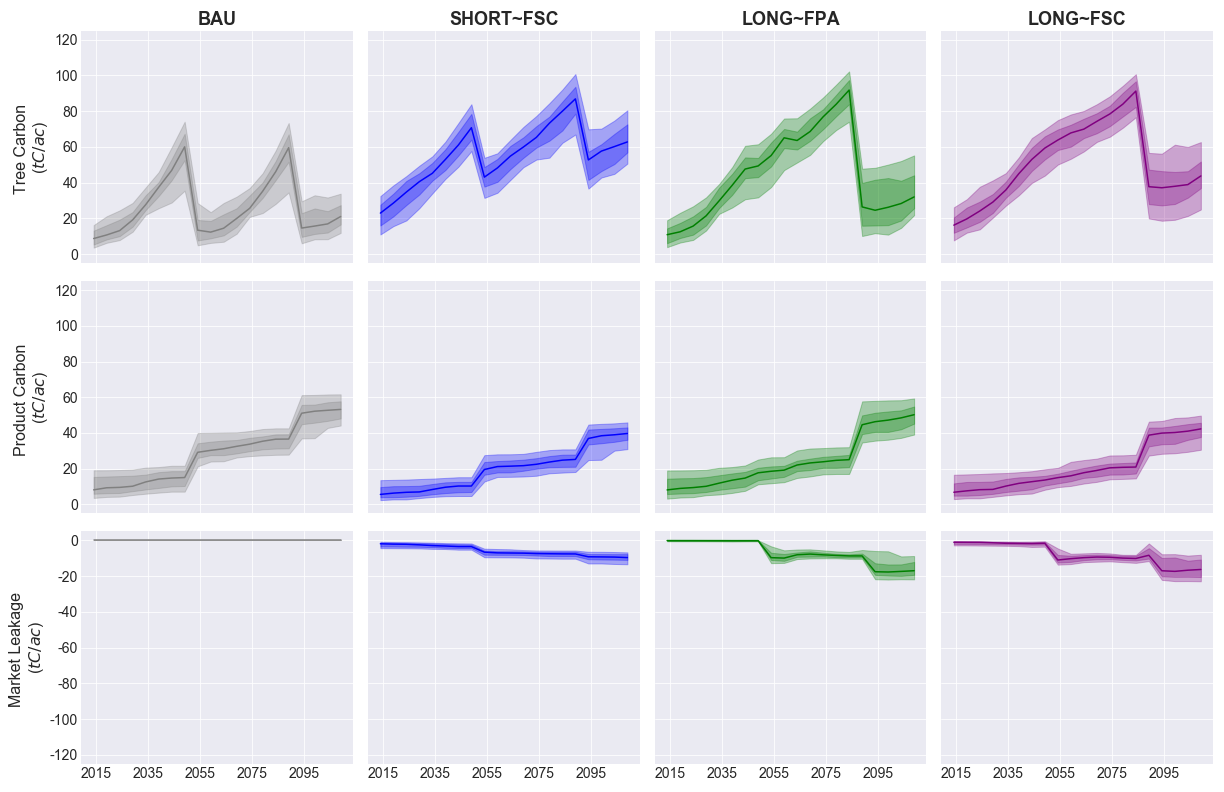 BAU SHORT~FSC LONG~FPA LONG~FSC
Tree Carbon
(tC/ac)
120
100
80
60
40
20
0
Product Carbon
(tC/ac)
120
100
80
60
40
20
0
Market Leakage
(tC/ac)
0
-20
-40
-60
-80
-100
-120
2015 2035 2055 2075 2095 2015 2035 2055 2075 2095 2015 2035 2055 2075 2095 2015 2035 2055 2075 2095